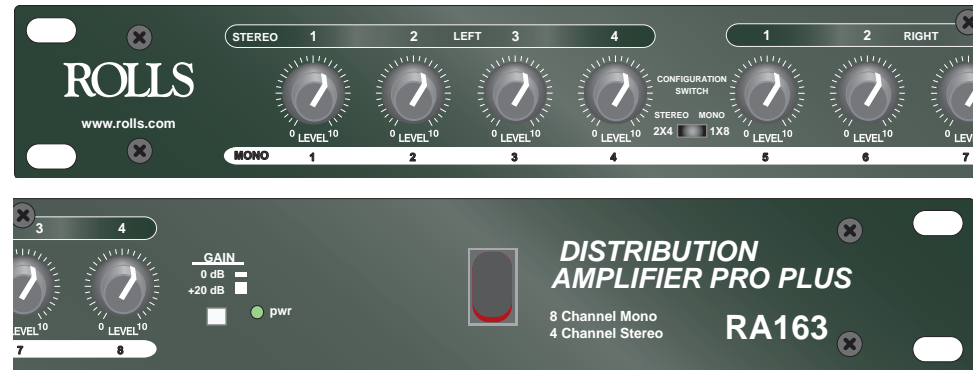 STEREO 1 2 LEFT 3 4 1 2 RIGHT
ROLLS
www.rolls.com
CONFIGURATION
SWITCH
STEREO MONO
2X4 1X8
0 LEVEL 10 0 LEVEL 10 0 LEVEL 10 0 LEVEL 10 0 LEVEL 10 0 LEVEL 10 0 LEV
MONO 1 2 3 4 5 6 7
3 4
GAIN
0 dB
+20 dB
pwr
EVEL 10 0 LEVEL 10
7 8
DISTRIBUTION
AMPLIFIER PRO PLUS
8 Channel Mono
4 Channel Stereo
RA163